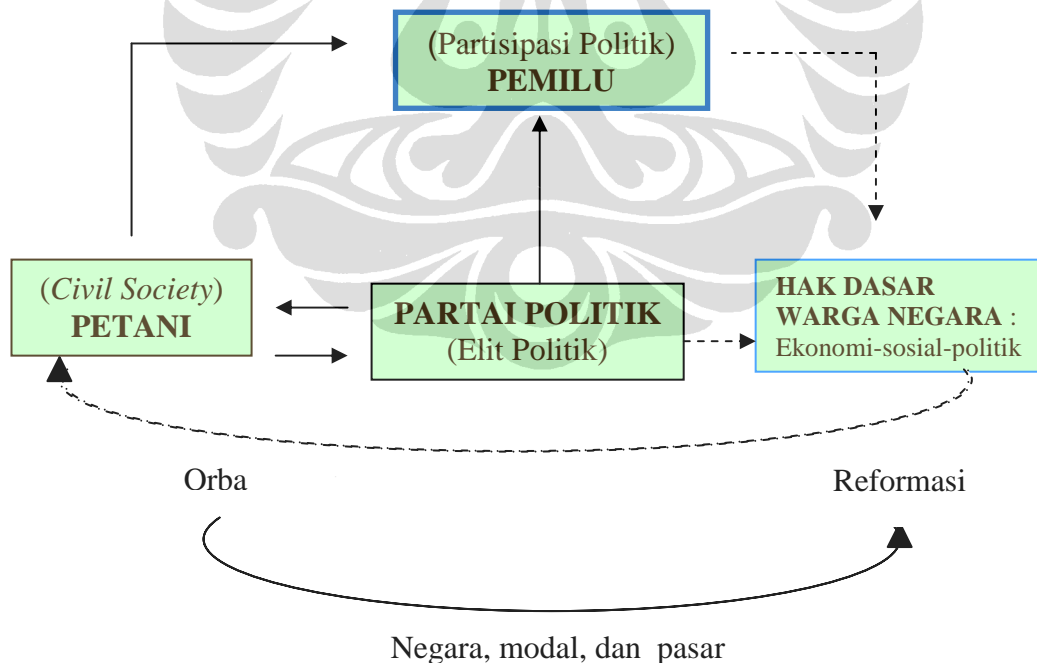 (Partisipasi Politik)
PEMILU
(Civil Society)
PETANI
PARTAI POLITIK
(Elit Politik)
HAK DASAR
WARGA NEGARA :
Ekonomi-sosial-politik
Orba
Reformasi
Negara, modal, dan pasar